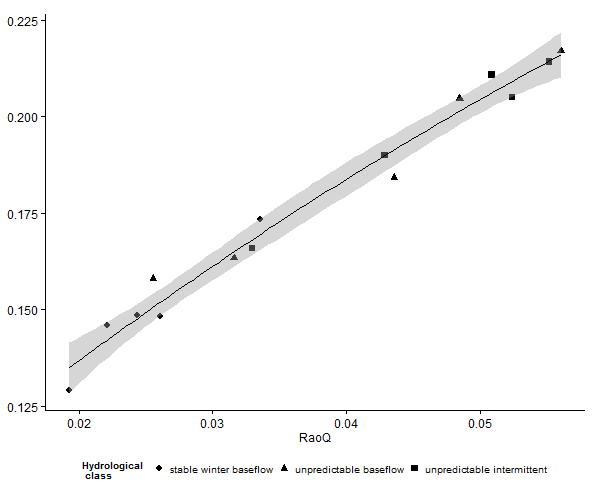 0.225
0.200
0.175
0.150
0.125
0.02 0.03 0.04 0.05
RaoQ
Hydrological
class
stable winter baseflow unpredictable baseflow unpredictable intermittent